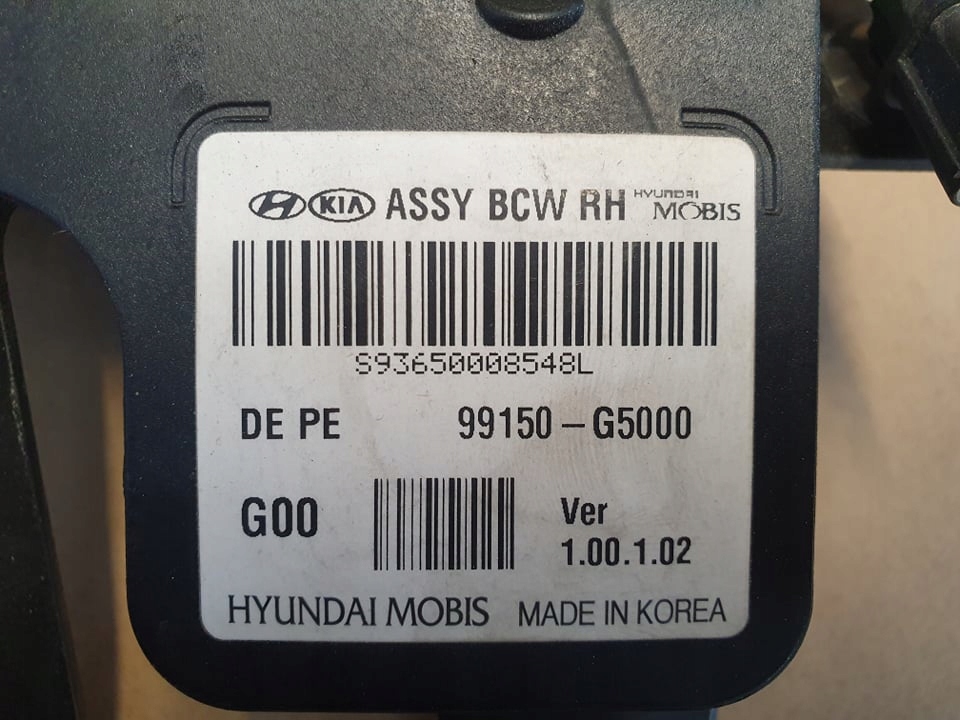 KIA ASSY BCW RH HYUNDAI MOBIS
S93650008548L
DE PE 99150-G5000
G00 Ver 1.00.1.02
HYUNDAI MOBIS MADE IN KOREA